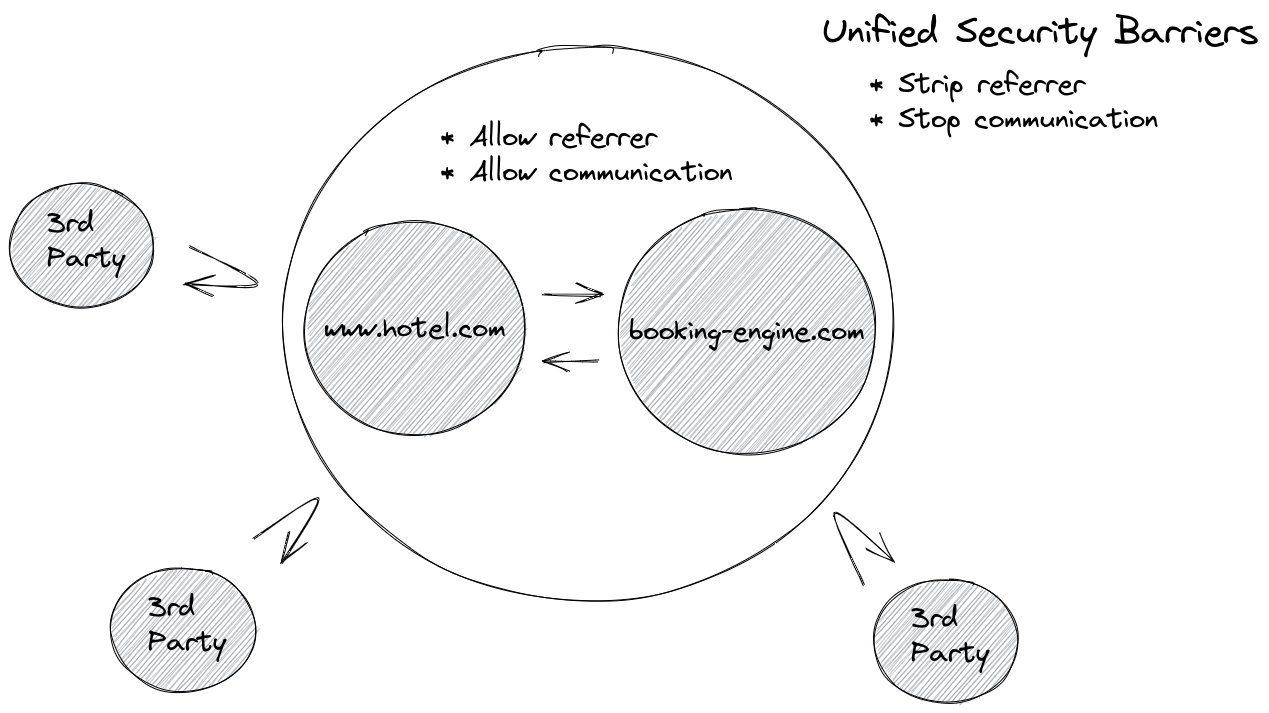 Unified Security Barriers
* Strip referrer
* Stop communication
* Allow referrer
* Allow communication
3rd
Party
www.hotel.com
booking-engine.com
3rd
Party
3rd
Party